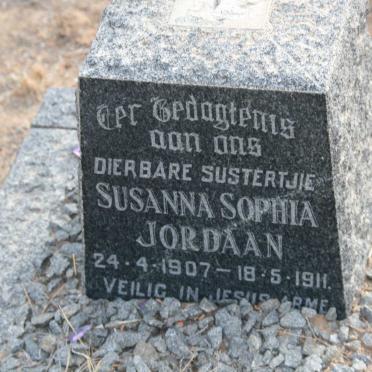 Ter Gedagtenis
aan ons
DIERBARE SUSTERTJIE
SUSANNA SOPHIA
JORDAAN
24·4·1907 – 18·5·1911.
VEILIG IN JESUS ARME